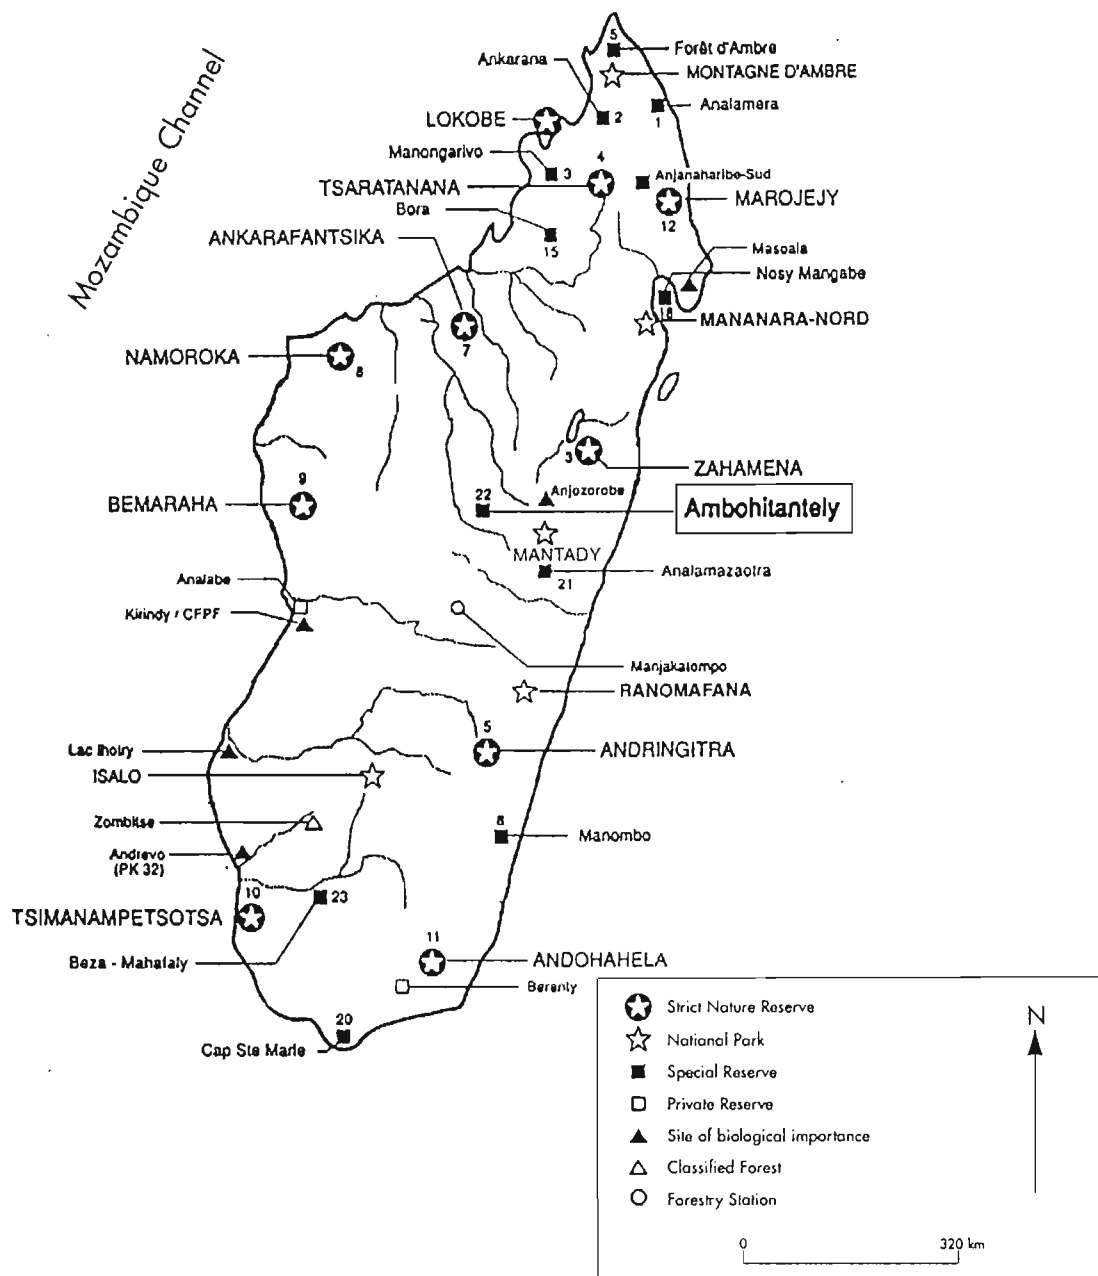 Mozambique Channel
5
Forêt d'Ambre
Ankarana
MONTAGNE D'AMBRE
LOKOBE
2
1
Analamera
Manongarivo
3
4
TSARATANANA
Anjanaharibe-Sud
MAROJEJY
12
Bora
15
ANKARAFANTSIKA
Masoala
Nosy Mangabe
18
MANANARA-NORD
7
NAMOROKA
8
3
ZAHAMENA
9
BEMARAHA
22
Anjozorobe
Ambohitantely
MANTADY
21
Analamazaotra
Analabe
Kirindy / CFPF
Manjakatompo
RANOMAFANA
5
ANDRINGITRA
Lac Ihotry
ISALO
Zombitse
8
Manombo
Andrevo
(PK 32)
10
TSIMANAMPETSOTSA
23
Beza - Mahafaly
11
ANDOHAHELA
Berenty
20
Cap Ste Marie
Strict Nature Reserve
National Park
Special Reserve
Private Reserve
Site of biological importance
Classified Forest
Forestry Station
N
0
320 km